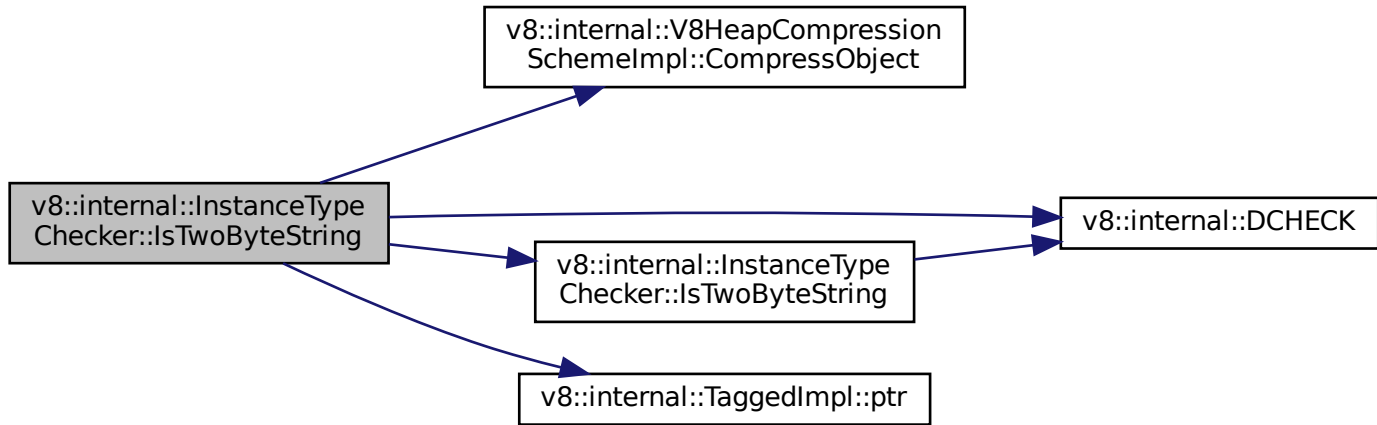 v8::internal::V8HeapCompression
SchemeImpl::CompressObject
v8::internal::InstanceType
Checker::IsTwoByteString
v8::internal::DCHECK
v8::internal::InstanceType
Checker::IsTwoByteString
v8::internal::TaggedImpl::ptr